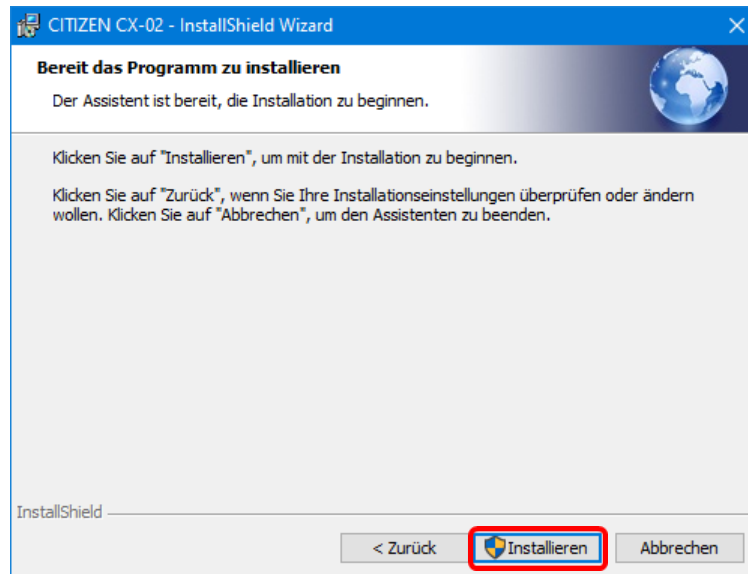 CITIZEN CX-02 - InstallShield Wizard
Bereit das Programm zu installieren
Der Assistent ist bereit, die Installation zu beginnen.
Klicken Sie auf "Installieren", um mit der Installation zu beginnen.
Klicken Sie auf "Zurück", wenn Sie Ihre Installationseinstellungen überprüfen oder ändern
wollen. Klicken Sie auf "Abbrechen", um den Assistenten zu beenden.
InstallShield
< Zurück Installieren Abbrechen